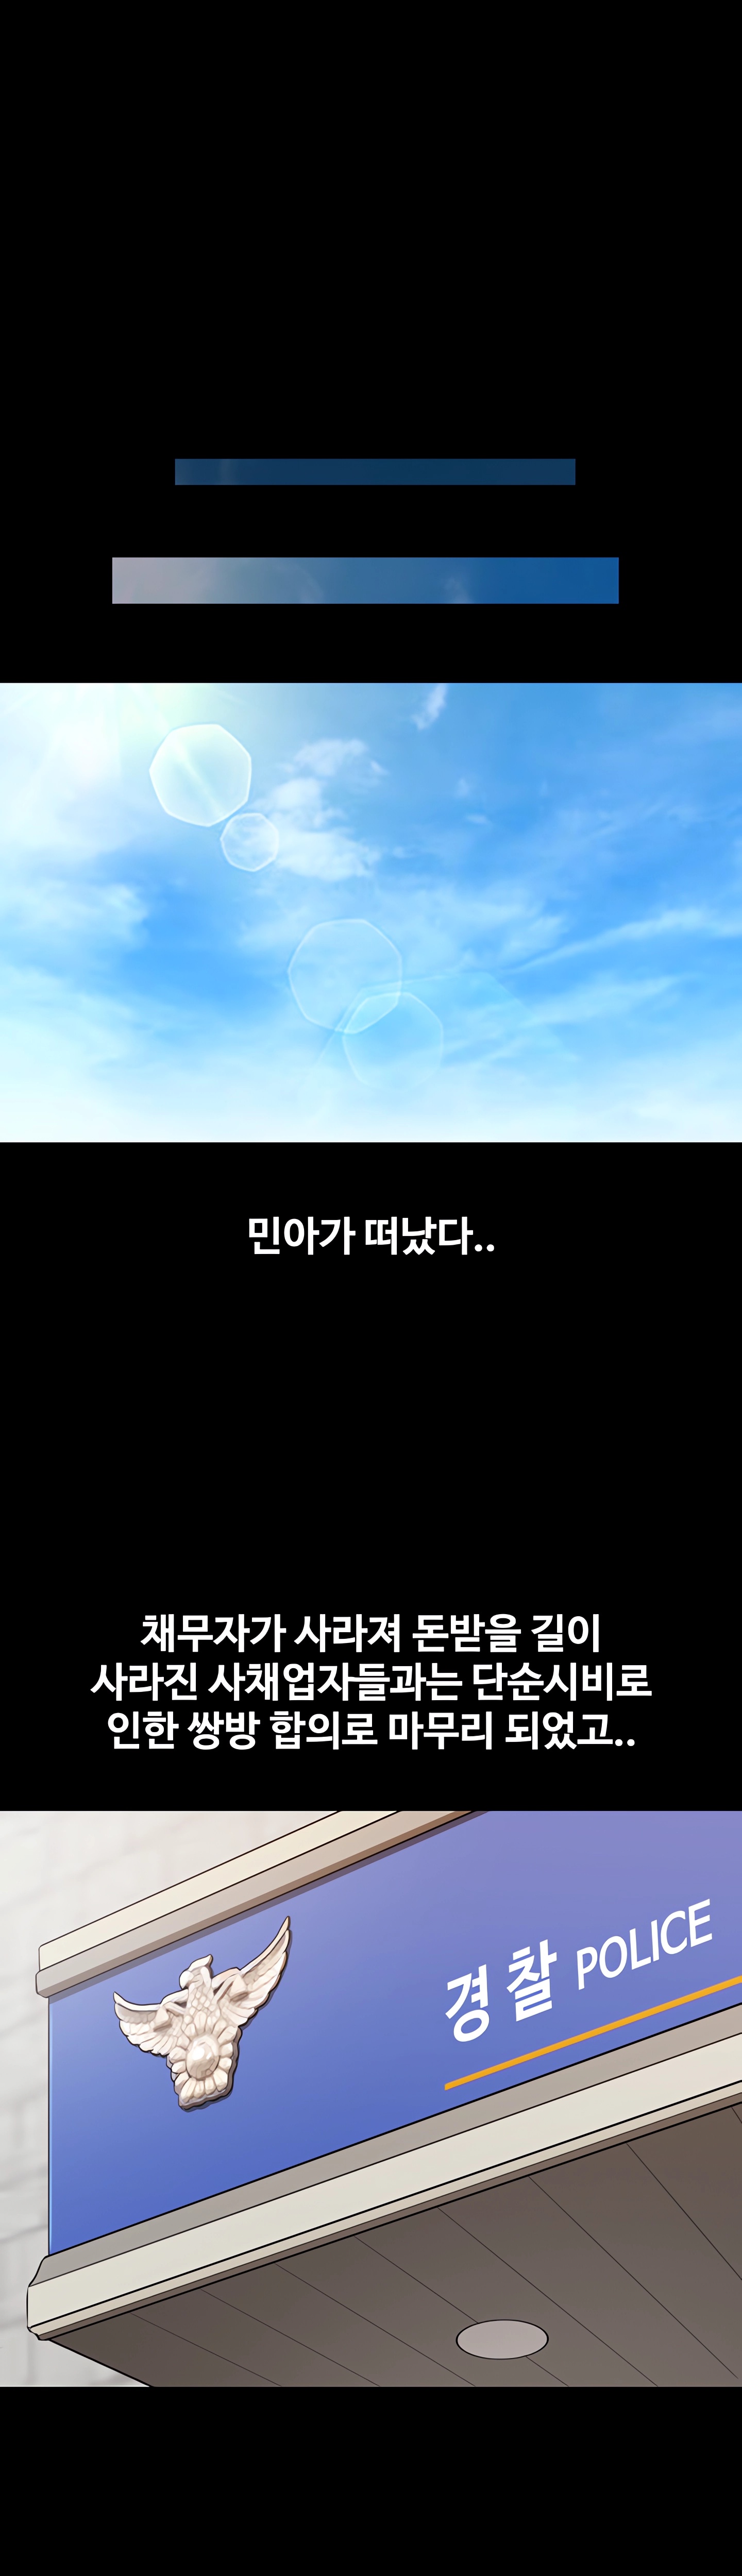 민아가 떠났다..
채무자가 사라져 돈받을 길이
사라진 사채업자들과는 단순시비로
인한 쌍방 합의로 마무리 되었고..
경찰 POLICE